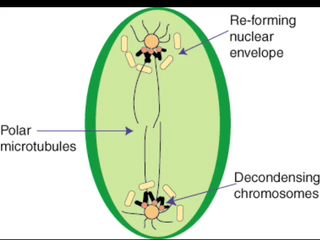 Re-forming
nuclear
envelope
Polar
microtubules
Decondensing
chromosomes